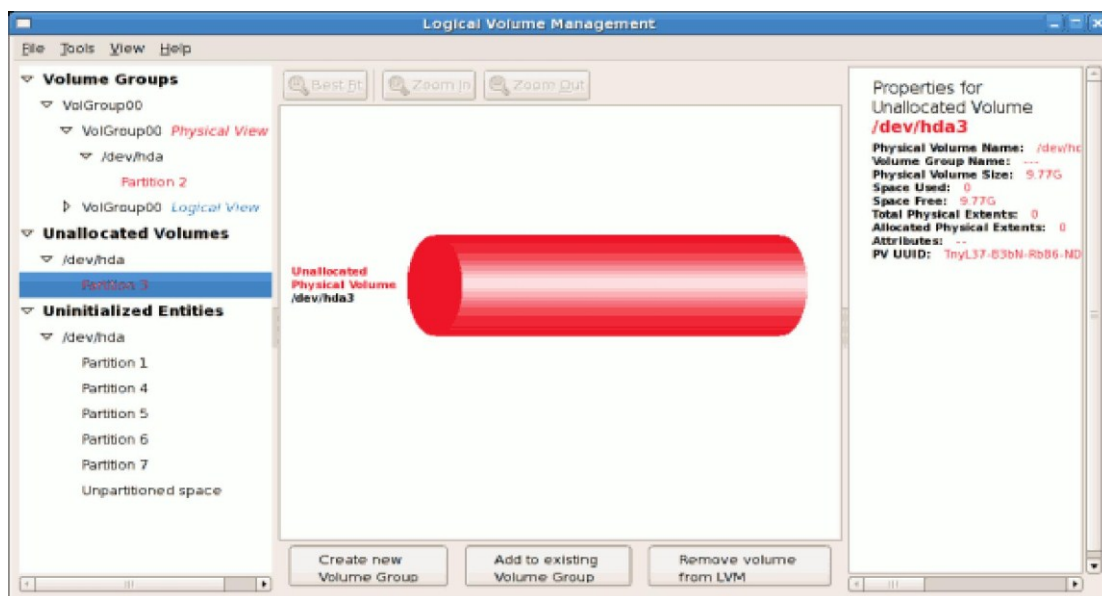 Logical Volume Management
File Tools View Help
Volume Groups
VolGroup00
VolGroup00 Physical View
/dev/hda
Partition 2
VolGroup00 Logical View
Unallocated Volumes
/dev/hda
Partition 3
Uninitialized Entities
/dev/hda
Partition 1
Partition 4
Partition 5
Partition 6
Partition 7
Unpartitioned space
Best Fit Zoom In Zoom Out
Unallocated
Physical Volume
/dev/hda3
Create new
Volume Group
Add to existing
Volume Group
Remove volume
from LVM
Properties for
Unallocated Volume
/dev/hda3
Physical Volume Name: /dev/hd
Volume Group Name: ---
Physical Volume Size: 9.77G
Space Used: 0
Space Free: 9.77G
Total Physical Extents: 0
Allocated Physical Extents: 0
Attributes: --
PV UUID: TnyL37-B3bN-RbB6-ND